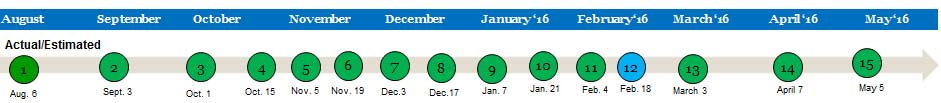 August September October November December January‘16 February‘16 March‘16 April‘16 May‘16
Actual/Estimated
1 2 3 4 5 6 7 8 9 10 11 12 13 14 15
Aug. 6 Sept. 3 Oct. 1 Oct. 15 Nov. 5 Nov. 19 Dec.3 Dec.17 Jan. 7 Jan. 21 Feb. 4 Feb. 18 March 3 April 7 May 5